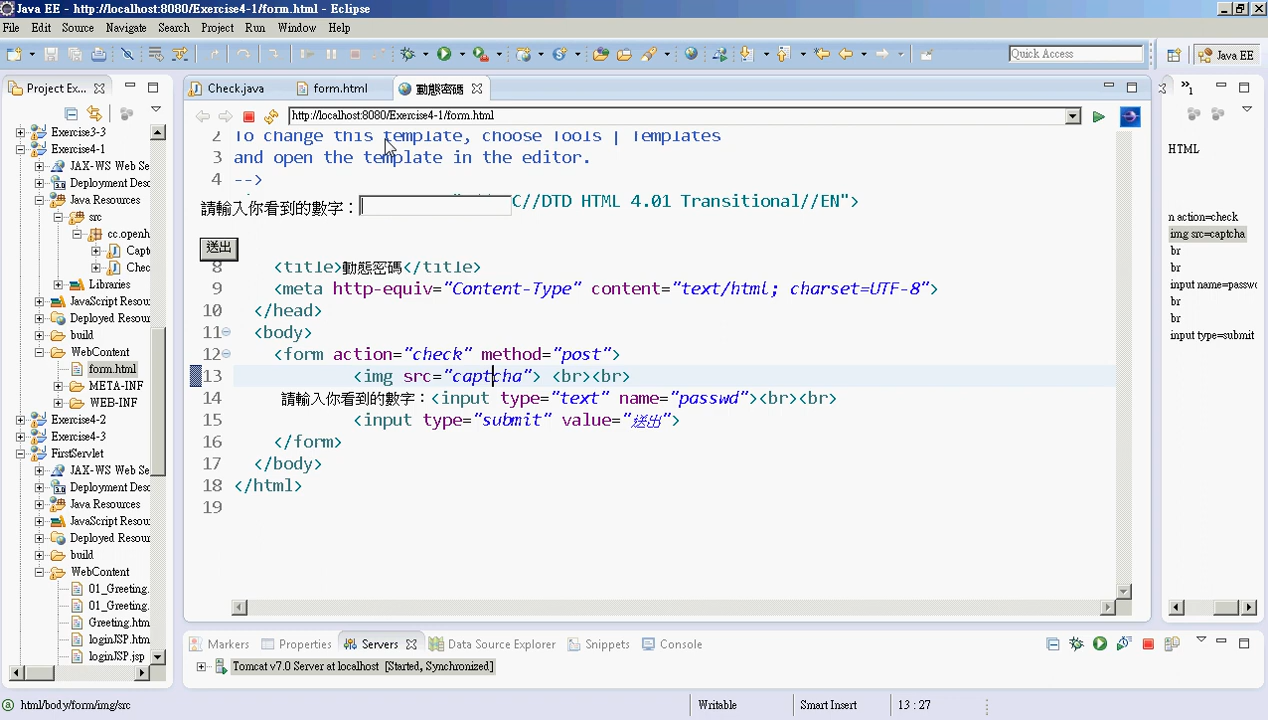 Java EE - http://localhost:8080/Exercise4-1/form.html - Eclipse
File Edit Source Navigate Search Project Run Window Help
Quick Access
Java EE
Project Ex...
Check.java
form.html
動態密碼
»1
http://localhost:8080/Exercise4-1/form.html
Exercise3-3
Exercise4-1
JAX-WS Web Se
Deployment Desc
Java Resources
src
cc.openh
Capt
Chec
Libraries
JavaScript Resour
Deployed Resourc
build
WebContent
form.html
META-INF
WEB-INF
Exercise4-2
Exercise4-3
FirstServlet
JAX-WS Web Se
Deployment Desc
Java Resources
JavaScript Resour
Deployed Resourc
build
WebContent
01_Greeting.
01_Greeting.
Greeting.htm
loginJSP.htm
loginJSP.jsp
2 To change this template, choose Tools | Templates
3 and open the template in the editor.
4 -->
請輸入你看到的數字：
C//DTD HTML 4.01 Transitional//EN">
送出
8 <title>動態密碼</title>
9 <meta http-equiv="Content-Type" content="text/html; charset=UTF-8">
10 </head>
11 <body>
12 <form action="check" method="post">
13 <img src="captcha"> <br><br>
14 請輸入你看到的數字：<input type="text" name="passwd"><br><br>
15 <input type="submit" value="送出">
16 </form>
17 </body>
18 </html>
19
HTML
n action=check
img src=captcha
br
br
input name=passwo
br
br
input type=submit
Markers Properties Servers Data Source Explorer Snippets Console
Tomcat v7.0 Server at localhost [Started, Synchronized]
html/body/form/img/src
Writable
Smart Insert
13 : 27